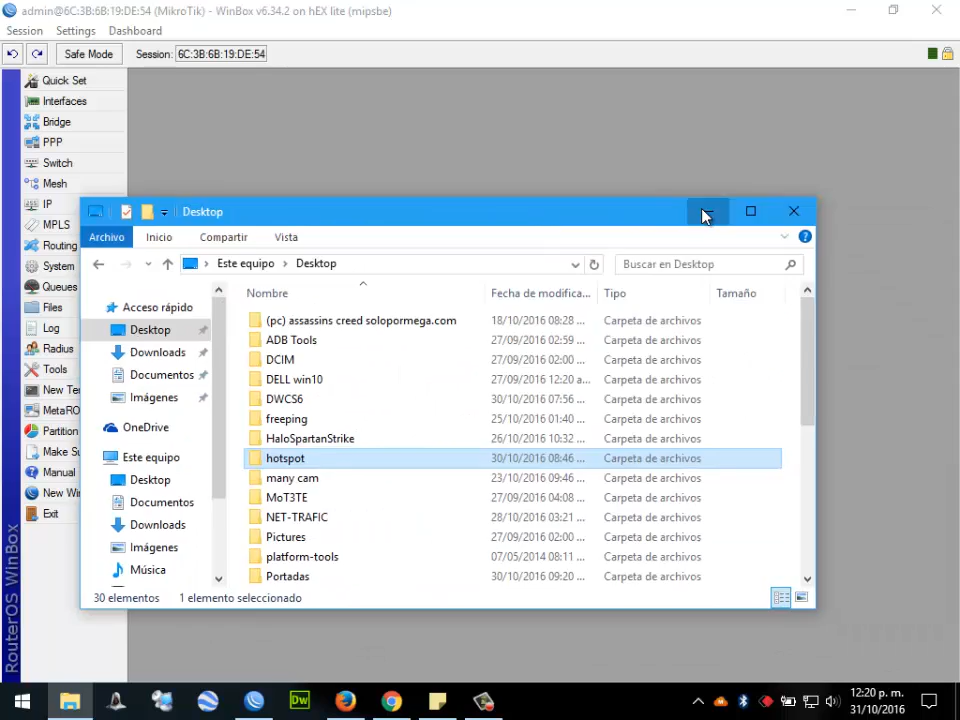 admin@6C:3B:6B:19:DE:54 (MikroTik) - WinBox v6.34.2 on hEX lite (mipsbe)
Session Settings Dashboard
Safe Mode Session: 6C:3B:6B:19:DE:54
Quick Set
Interfaces
Bridge
PPP
Switch
Mesh
IP
MPLS
Routing
System
Queues
Files
Log
Radius
Tools
New Te
MetaRO
Partition
Make Su
Manual
New Win
Exit
RouterOS WinBox
Desktop
Archivo Inicio Compartir Vista
Este equipo Desktop Buscar en Desktop
Nombre Fecha de modifica... Tipo Tamaño
Acceso rápido
Desktop
Downloads
Documentos
Imágenes
OneDrive
Este equipo
Desktop
Documentos
Downloads
Imágenes
Música
(pc) assassins creed solopormega.com 18/10/2016 08:28 ... Carpeta de archivos
ADB Tools 27/09/2016 02:59 ... Carpeta de archivos
DCIM 27/09/2016 02:00 ... Carpeta de archivos
DELL win10 27/09/2016 12:20 a... Carpeta de archivos
DWCS6 30/10/2016 07:56 ... Carpeta de archivos
freeping 25/10/2016 01:40 ... Carpeta de archivos
HaloSpartanStrike 26/10/2016 10:32 ... Carpeta de archivos
hotspot 30/10/2016 08:46 ... Carpeta de archivos
many cam 23/10/2016 09:46 ... Carpeta de archivos
MoT3TE 27/09/2016 04:08 ... Carpeta de archivos
NET-TRAFIC 28/10/2016 03:21 ... Carpeta de archivos
Pictures 27/09/2016 02:00 ... Carpeta de archivos
platform-tools 07/05/2014 08:11 ... Carpeta de archivos
Portadas 30/10/2016 09:20 ... Carpeta de archivos
30 elementos 1 elemento seleccionado
Dw
12:20 p. m.
31/10/2016